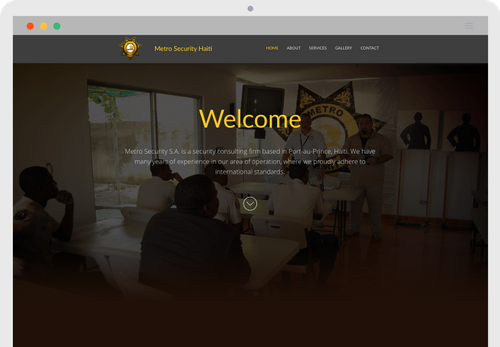 Metro Security Haiti
HOME ABOUT SERVICES GALLERY CONTACT
Welcome
Metro Security S.A. is a security consulting firm based in Port-au-Prince, Haiti. We have
many years of experience in our area of operation, where we proudly adhere to
international standards.